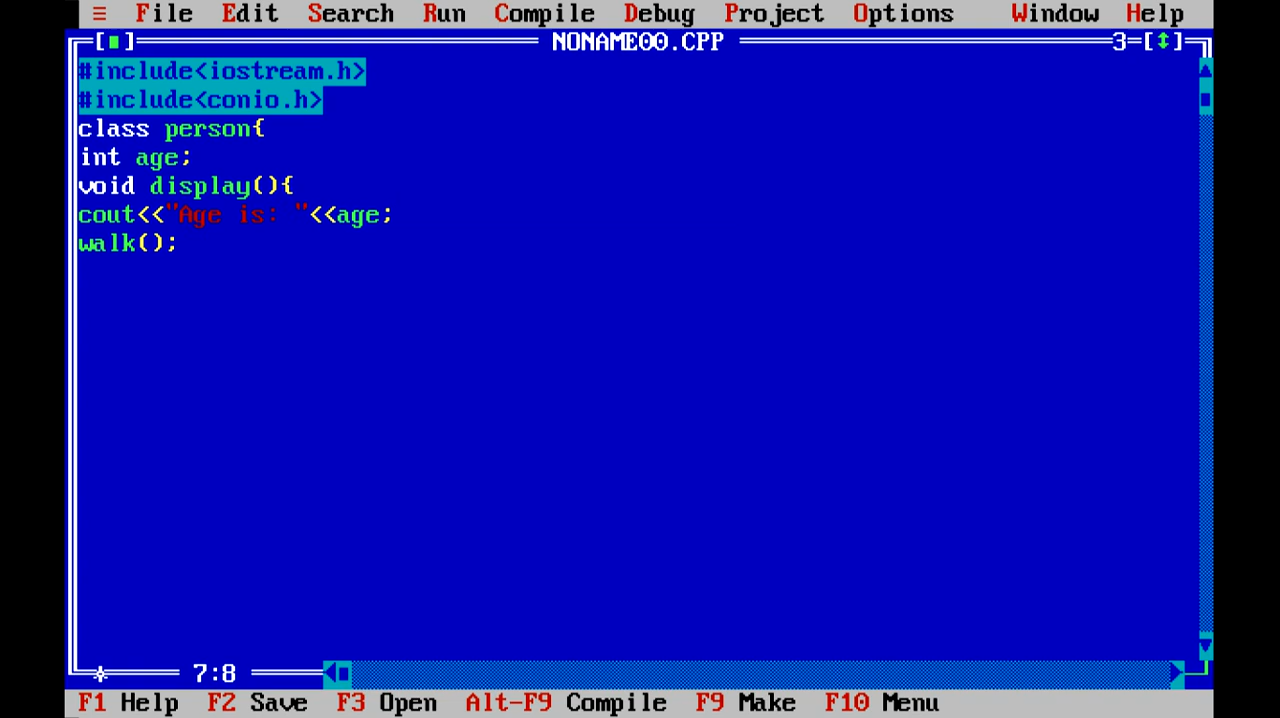 ≡ File Edit Search Run Compile Debug Project Options Window Help
[■] NONAME00.CPP 3=[↕]
#include<iostream.h>
#include<conio.h>
class person{
int age;
void display(){
cout<<"Age is: "<<age;
walk();
7:8
F1 Help F2 Save F3 Open Alt-F9 Compile F9 Make F10 Menu